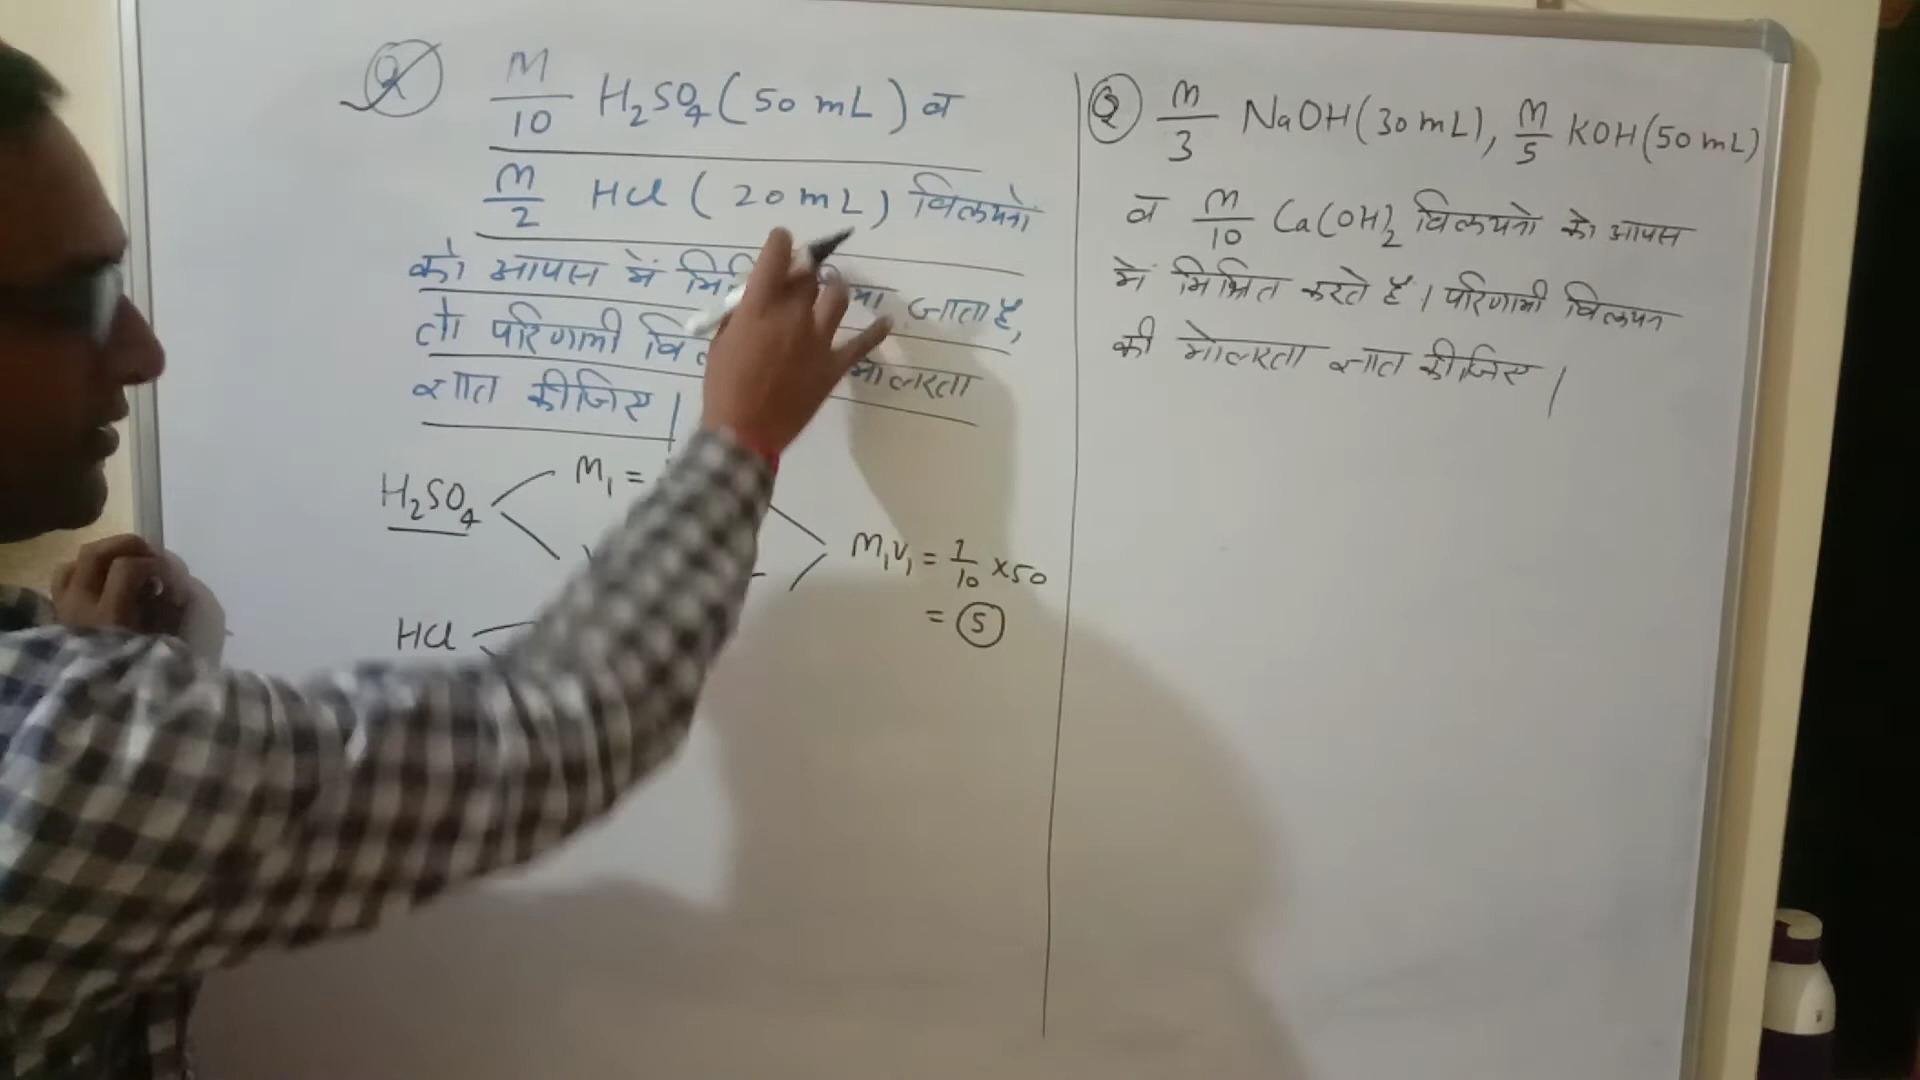 Q M/10 H₂SO₄ (50 mL) व
M/2 HCl (20 mL) विलयनो
को आपस में जाता है,
तो परिणामी मोलरता
ज्ञात कीजिए |
H₂SO₄ M₁ =
M₁V₁ = 1/10 ×50
= 5
HCl
Q M/3 NaOH (30 mL), M/5 KOH (50 mL)
व M/10 Ca(OH)₂ विलयनो को आपस
मे मिश्रित करते है | परिणामी विलयन
की मोलरता ज्ञात कीजिए |